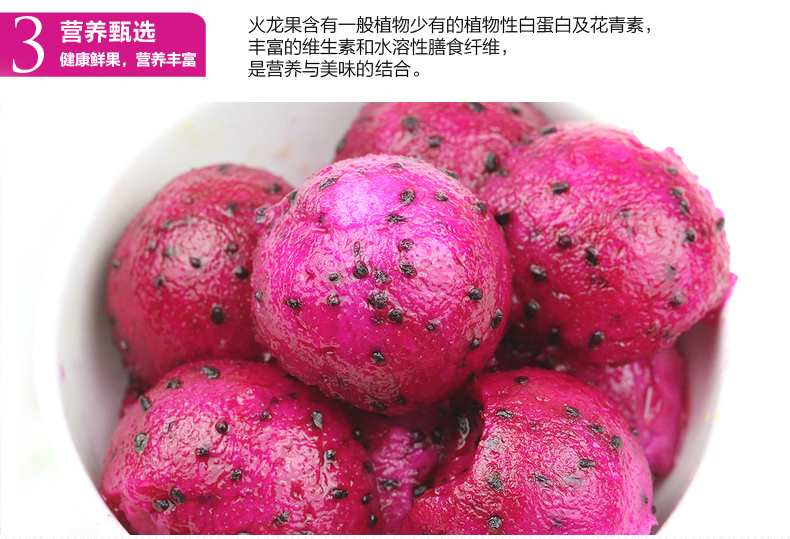 3
营养甄选
健康鲜果，营养丰富
火龙果含有一般植物少有的植物性白蛋白及花青素，
丰富的维生素和水溶性膳食纤维，
是营养与美味的结合。